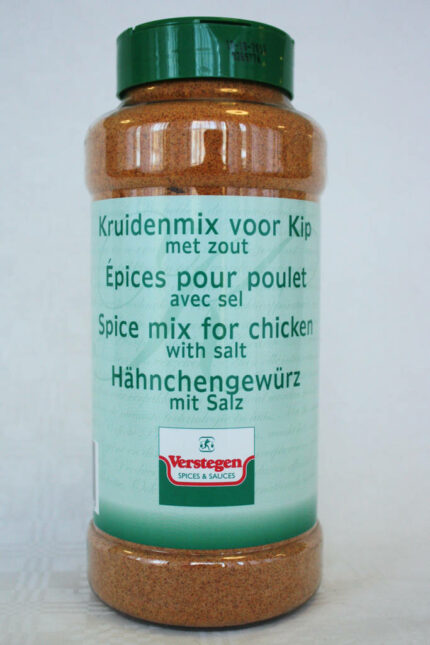 Kruidenmix voor Kip
met zout
Épices pour poulet
avec sel
Spice mix for chicken
with salt
Hähnchengewürz
mit Salz
Verstegen
SPICES & SAUCES